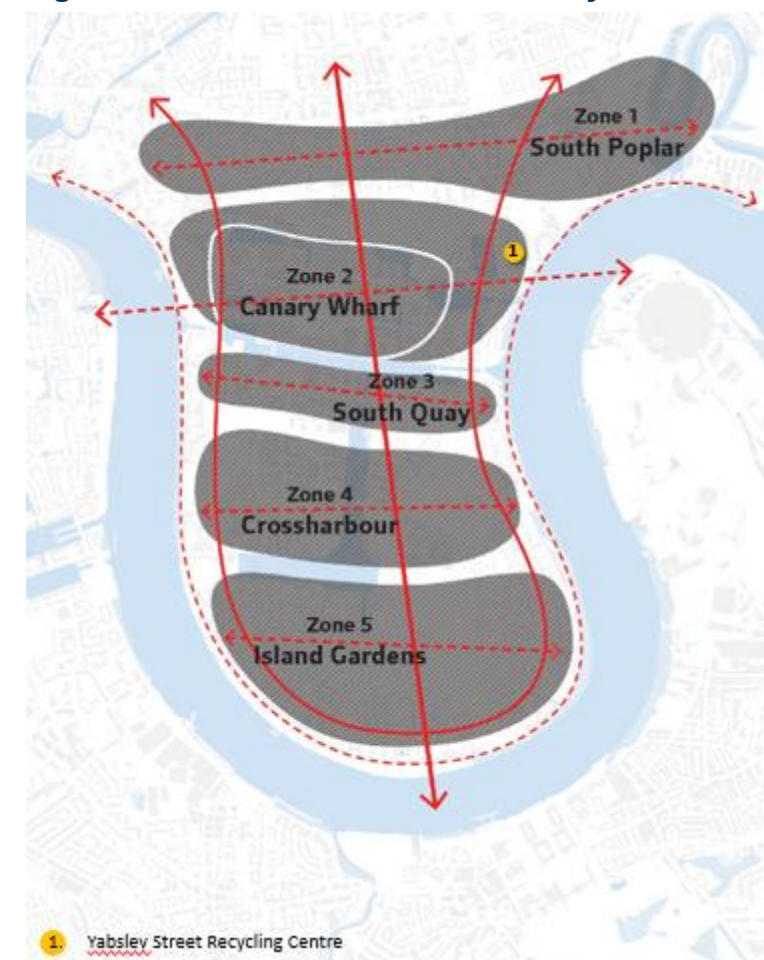 Zone 1
South Poplar
1
Zone 2
Canary Wharf
Zone 3
South Quay
Zone 4
Crossharbour
Zone 5
Island Gardens
1. Yabsley Street Recycling Centre